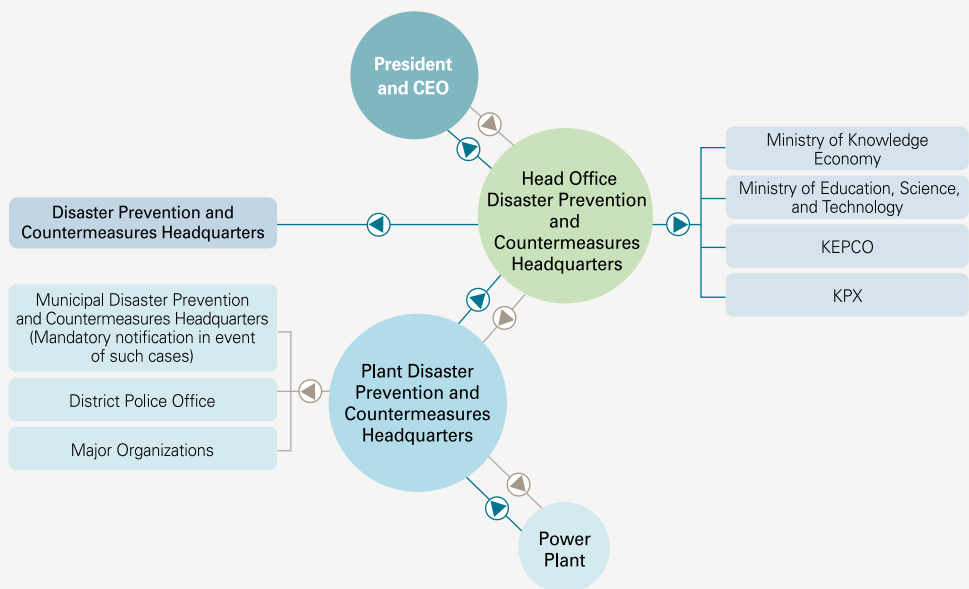 President
and CEO
Head Office
Disaster Prevention
and
Countermeasures
Headquarters
Ministry of Knowledge
Economy
Ministry of Education, Science,
and Technology
KEPCO
KPX
Disaster Prevention and
Countermeasures Headquarters
Municipal Disaster Prevention
and Countermeasures Headquarters
(Mandatory notification in event
of such cases)
District Police Office
Major Organizations
Plant Disaster
Prevention and
Countermeasures
Headquarters
Power
Plant